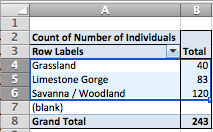 A B
1
2 Count of Number of Individuals
3 Row Labels Total
4 Grassland 40
5 Limestone Gorge 83
6 Savanna / Woodland 120
7 (blank)
8 Grand Total 243